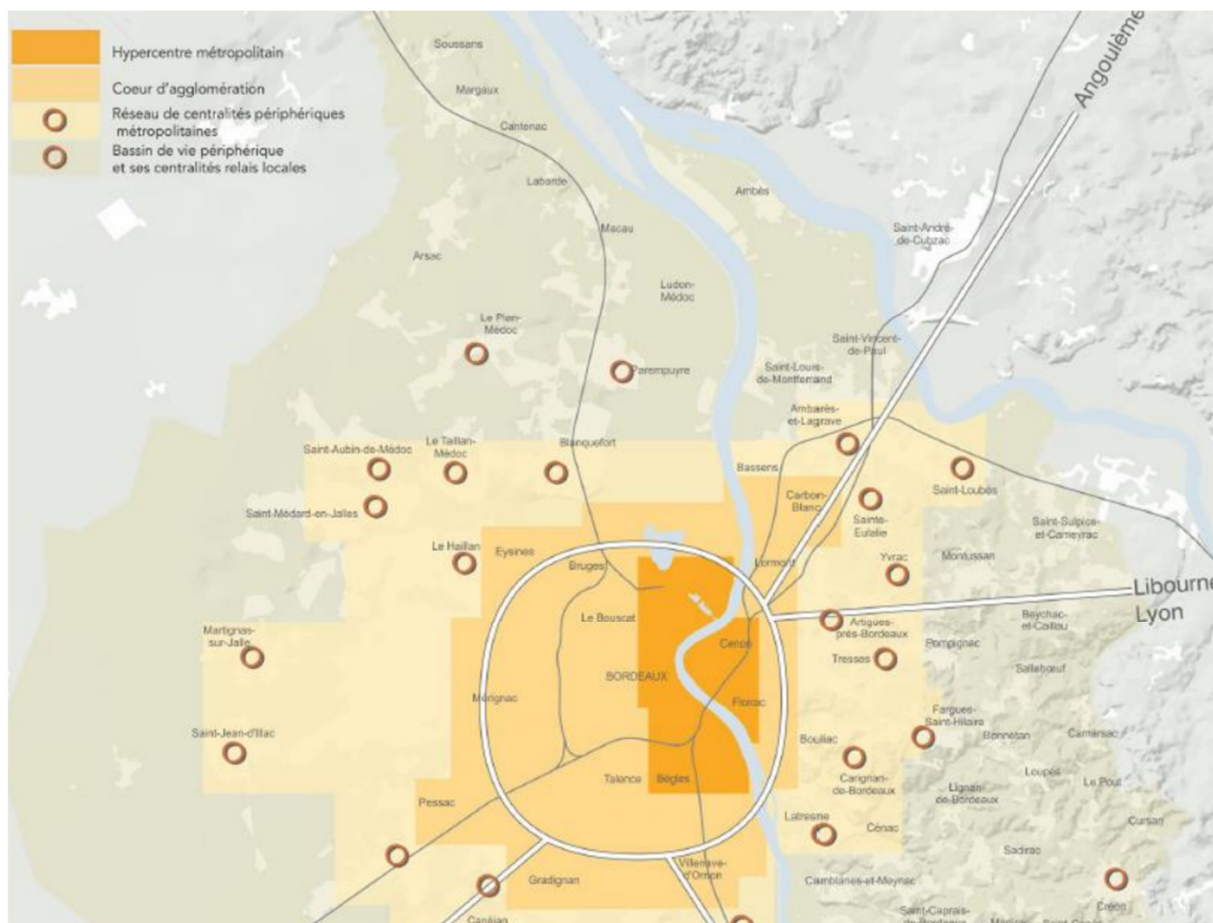 Hypercentre métropolitain
Coeur d'agglomération
Réseau de centralités périphériques
métropolitaines
Bassin de vie périphérique
et ses centralités relais locales
Soussans
Margaux
Cantenac
Labarde
Macau
Arsac
Ludon-
Médoc
Ambès
Saint-André-
de-Cubzac
Angoulême
Le Pian-
Médoc
Parempuyre
Saint-Vincent-
de-Paul
Saint-Louis-
de-Montferrand
Ambarès-
et-Lagrave
Saint-Aubin-de-Médoc
Le Taillan-
Médoc
Blanquefort
Bassens
Saint-Loubès
Saint-Médard-en-Jalles
Carbon-
Blanc
Sainte-
Eulalie
Saint-Sulpice-
et-Cameyrac
Le Haillan
Eysines
Bruges
Lormont
Yvrac
Montussan
Libourne
Lyon
Le Bouscat
Cenon
Artigues-
près-Bordeaux
Beychac-
et-Caillau
Martignas-
sur-Jalle
Pompignac
Tresses
Salleboeuf
BORDEAUX
Mérignac
Floirac
Fargues-
Saint-Hilaire
Bonnetan
Camarsac
Saint-Jean-d'Illac
Bouliac
Carignan-
de-Bordeaux
Loupes
Le Pout
Lignan-
de-Bordeaux
Talence
Bègles
Pessac
Latresne
Cénac
Cursan
Sadirac
Villenave-
d'Ornon
Gradignan
Camblanes-et-Meynac
Créon
Canéjan
Saint-Caprais-